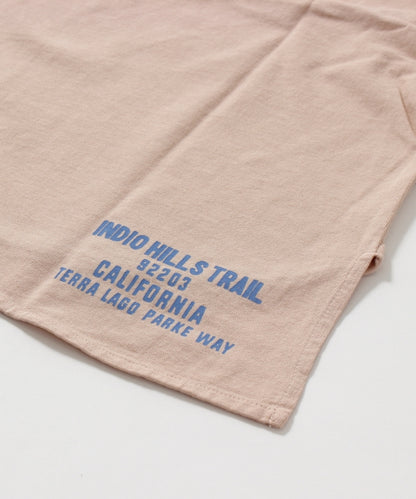 INDIO HILLS TRAIL
92203
CALIFORNIA
TERRA LAGO PARKE WAY